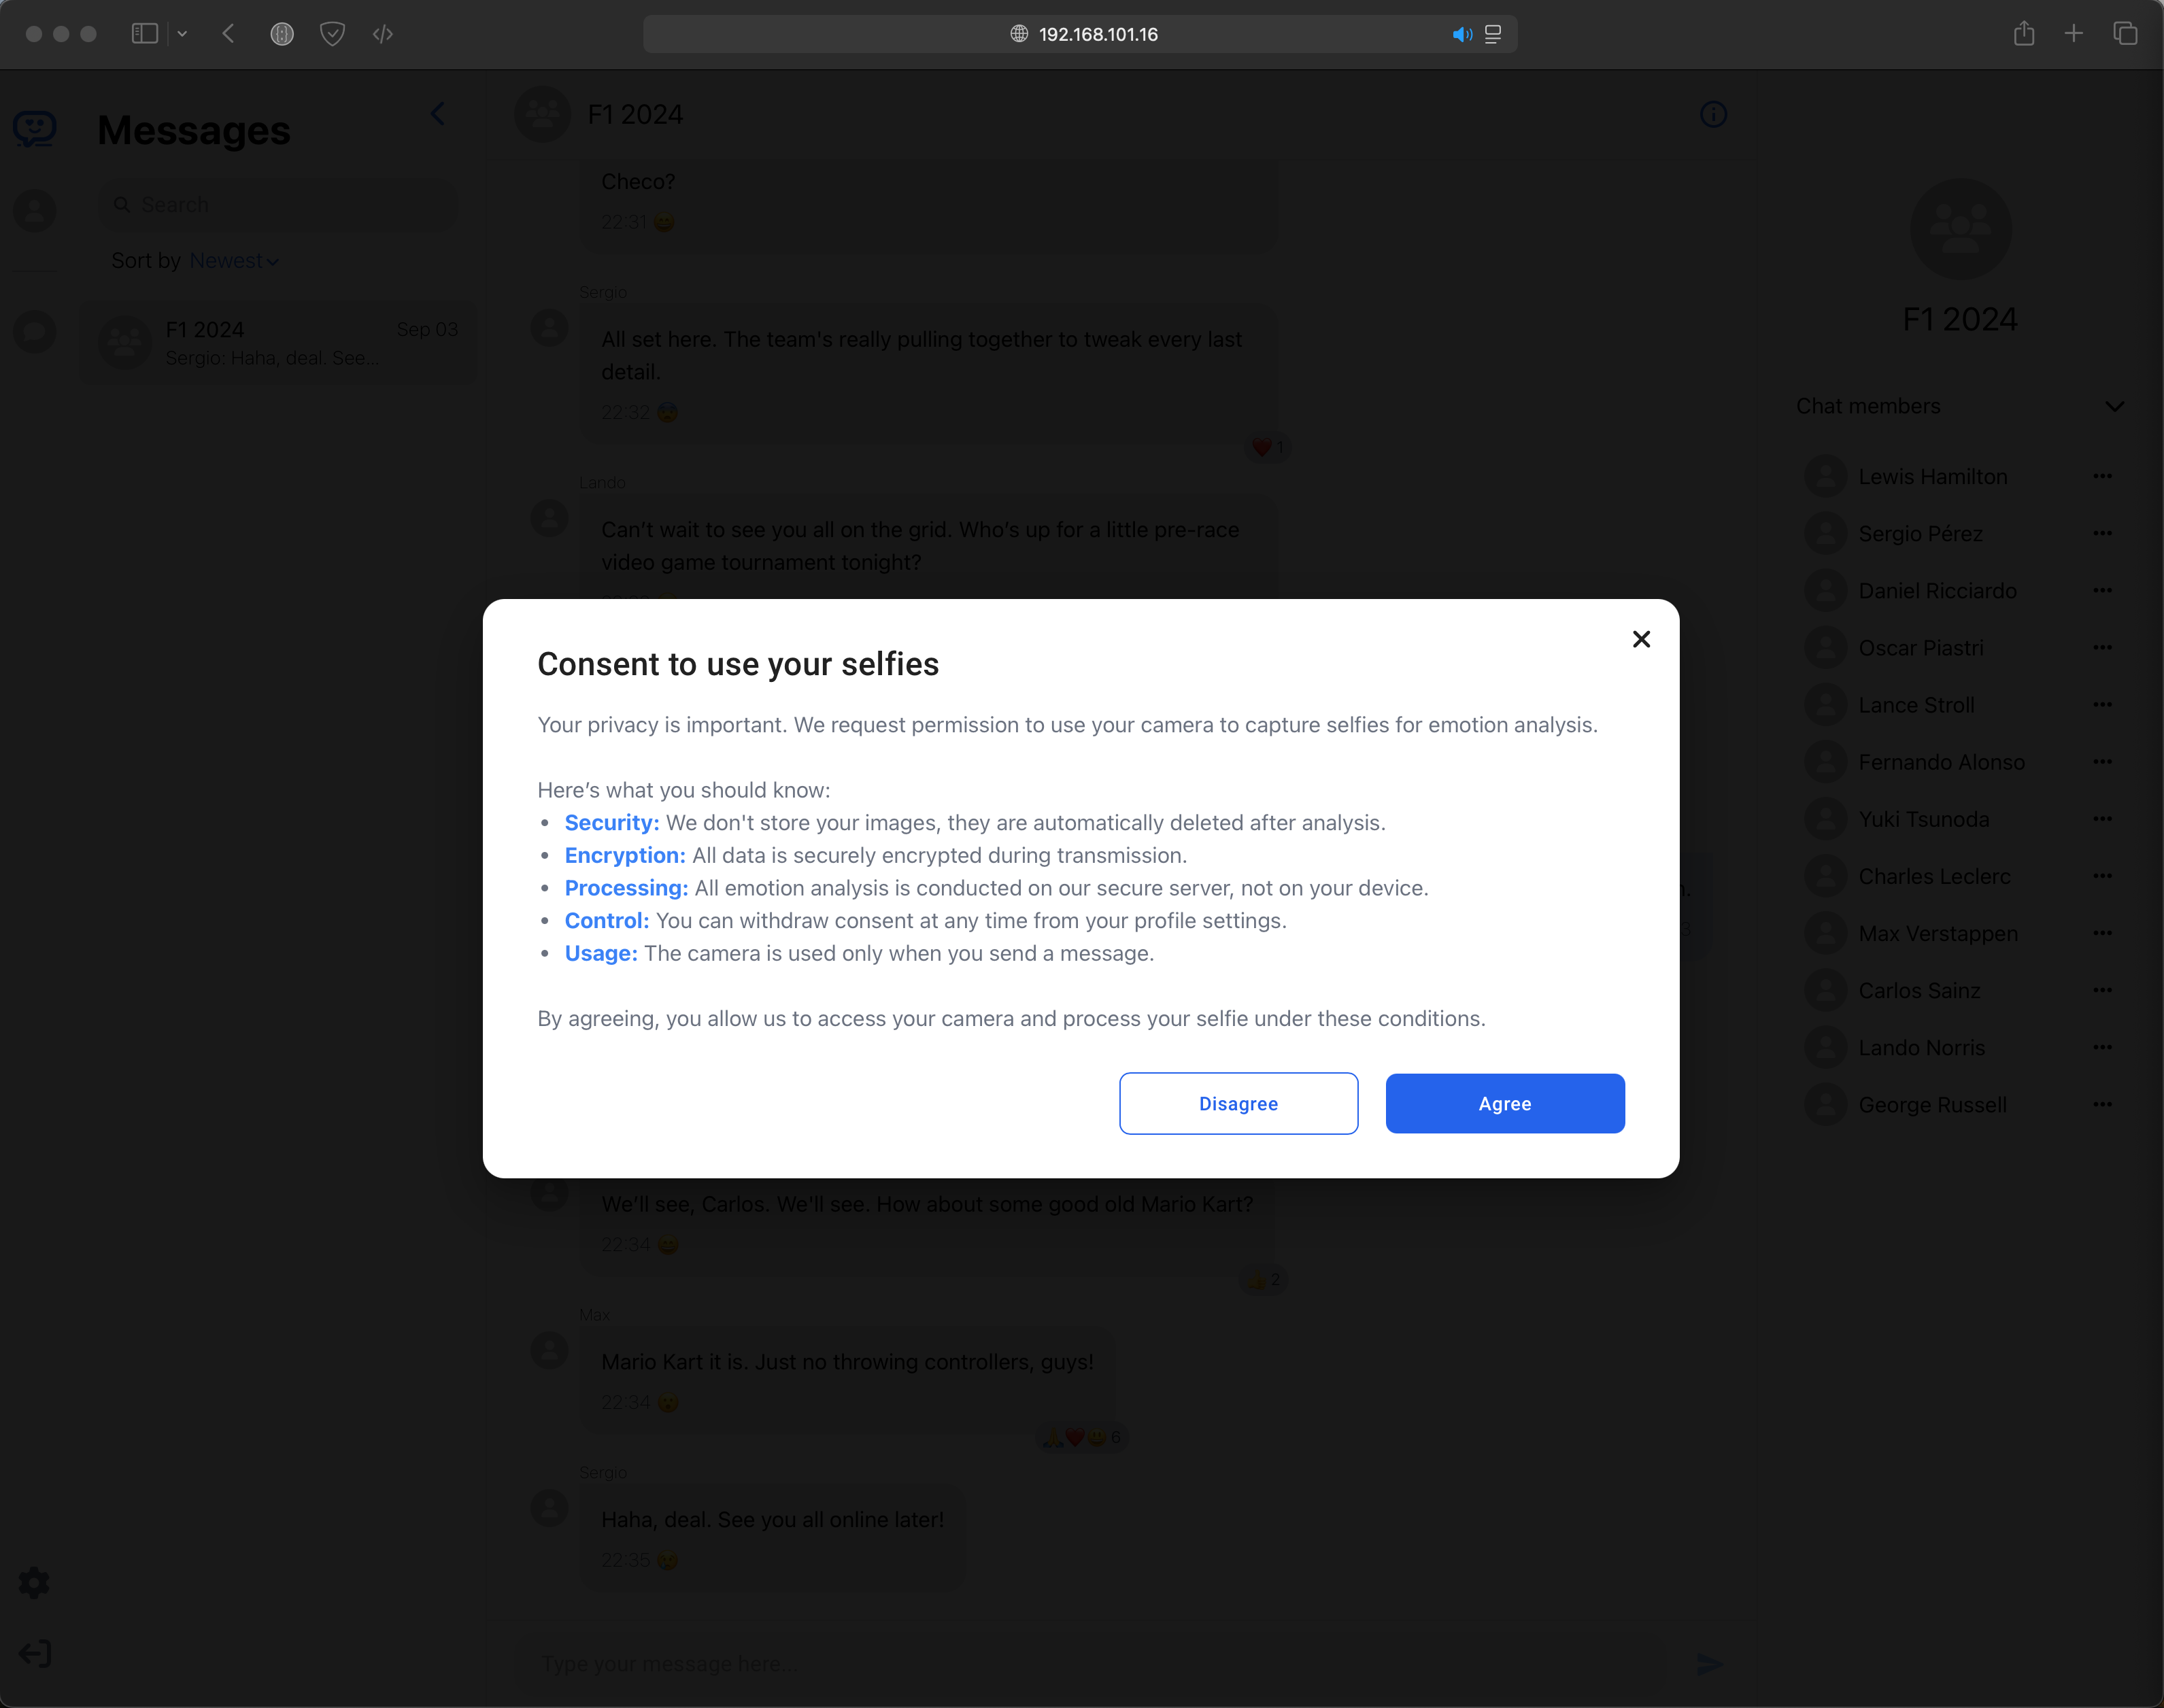 192.168.101.16
Messages
Search
Sort by Newest
F1 2024
Sep 03
Sergio: Haha, deal. See...
F1 2024
Checo?
22:31 😄
Sergio
All set here. The team's really pulling together to tweak every last
detail.
22:32 😨
❤️ 1
Lando
Can’t wait to see you all on the grid. Who’s up for a little pre-race
video game tournament tonight?
Consent to use your selfies
Your privacy is important. We request permission to use your camera to capture selfies for emotion analysis.
Here’s what you should know:
• Security: We don't store your images, they are automatically deleted after analysis.
• Encryption: All data is securely encrypted during transmission.
• Processing: All emotion analysis is conducted on our secure server, not on your device.
• Control: You can withdraw consent at any time from your profile settings.
• Usage: The camera is used only when you send a message.
By agreeing, you allow us to access your camera and process your selfie under these conditions.
Disagree
Agree
We'll see, Carlos. We'll see. How about some good old Mario Kart?
22:34 😄
👍 2
Max
Mario Kart it is. Just no throwing controllers, guys!
22:34 😮
🙏❤️😃 6
Sergio
Haha, deal. See you all online later!
22:35 😢
Type your message here...
F1 2024
Chat members
Lewis Hamilton
Sergio Pérez
Daniel Ricciardo
Oscar Piastri
Lance Stroll
Fernando Alonso
Yuki Tsunoda
Charles Leclerc
Max Verstappen
Carlos Sainz
Lando Norris
George Russell